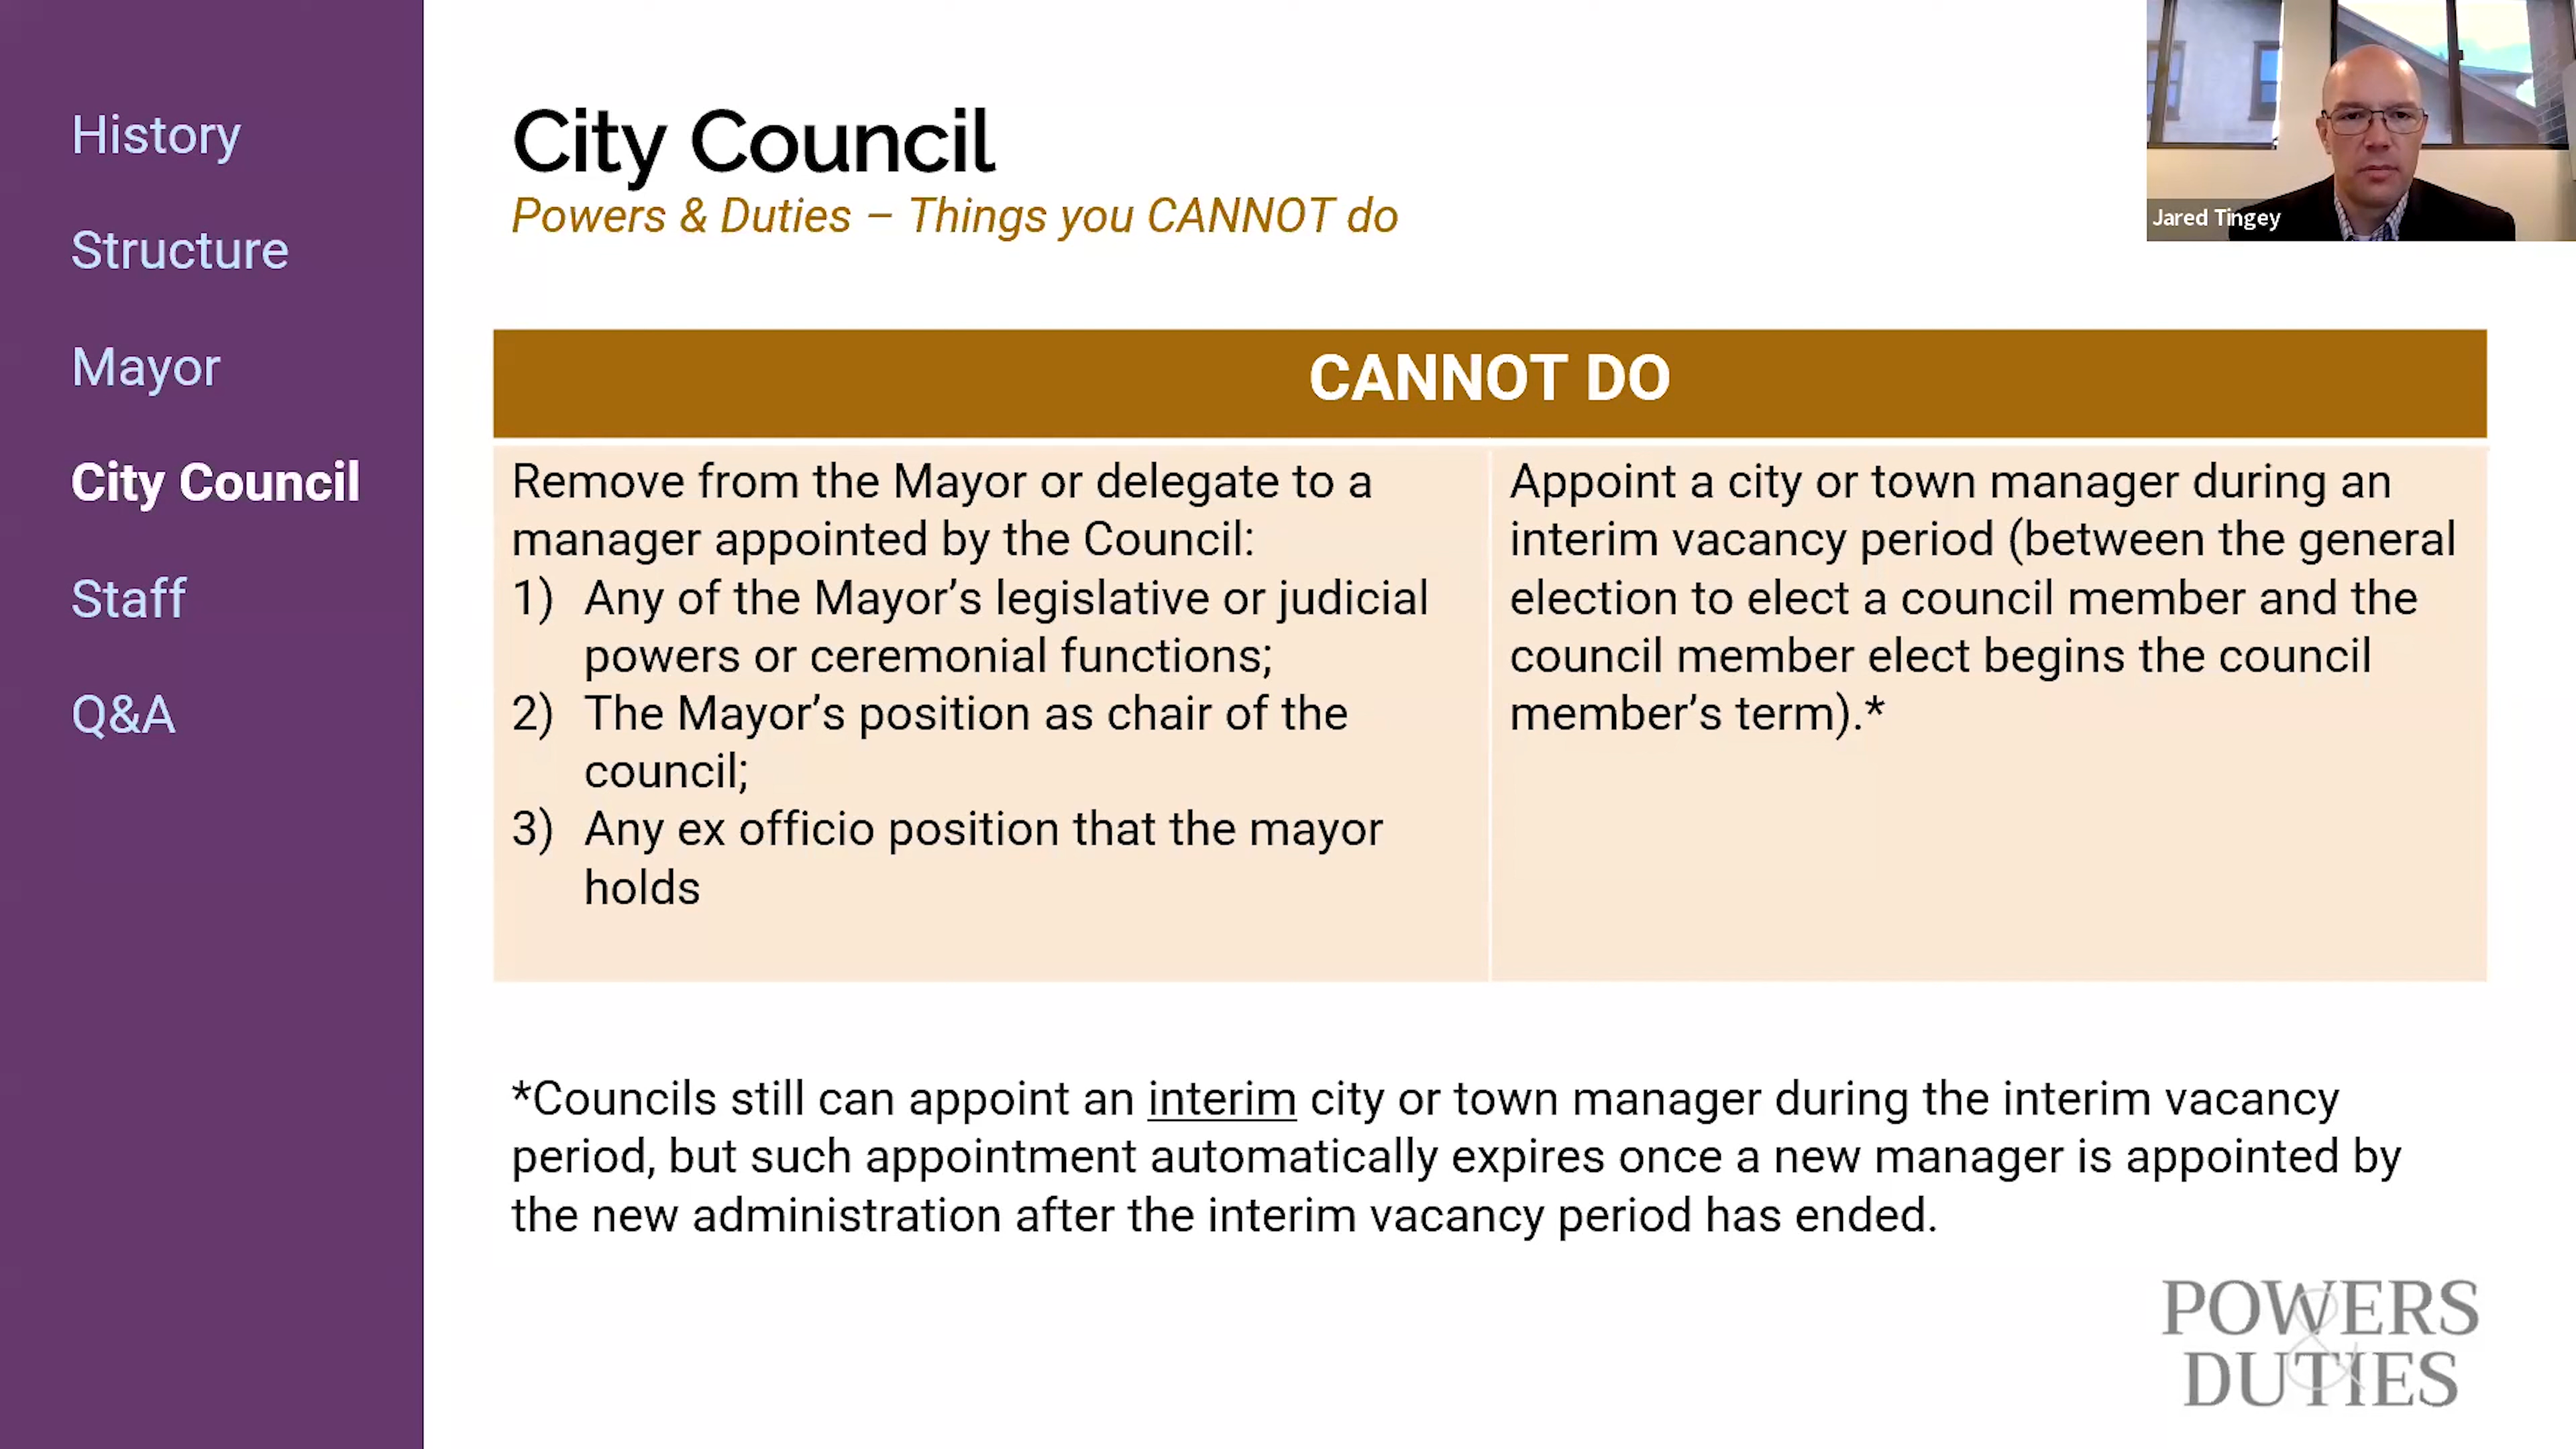 History
Structure
Mayor
City Council
Staff
Q&A
City Council
Powers & Duties – Things you CANNOT do
Jared Tingey
CANNOT DO
Remove from the Mayor or delegate to a
manager appointed by the Council:
1) Any of the Mayor’s legislative or judicial
powers or ceremonial functions;
2) The Mayor’s position as chair of the
council;
3) Any ex officio position that the mayor
holds
Appoint a city or town manager during an
interim vacancy period (between the general
election to elect a council member and the
council member elect begins the council
member’s term).*
*Councils still can appoint an interim city or town manager during the interim vacancy
period, but such appointment automatically expires once a new manager is appointed by
the new administration after the interim vacancy period has ended.
POWERS
&
DUTIES